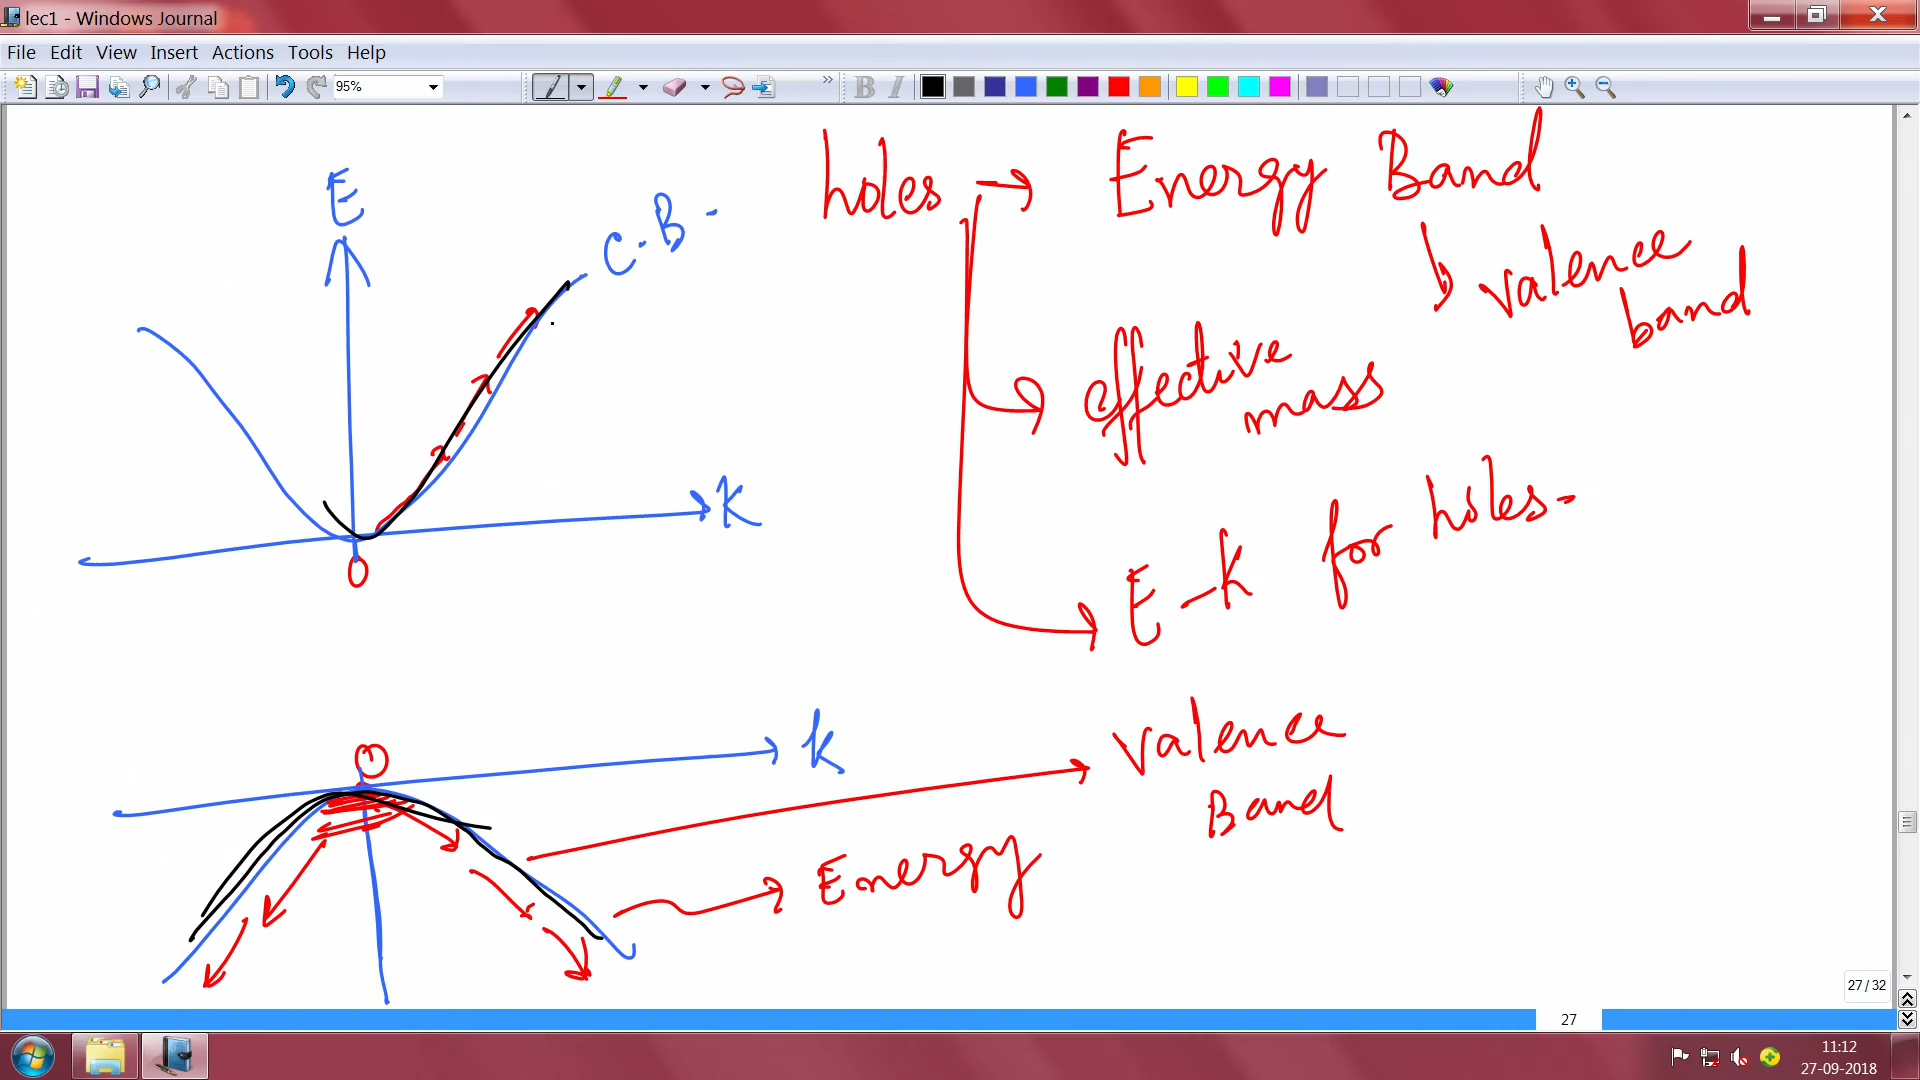 lec1 - Windows Journal
File Edit View Insert Actions Tools Help
95%
B I
E
C.B.
K
0
holes → Energy Band
valence
band
effective
mass
E-k for holes-
0
k
Valence
Band
Energy
27/32
27
11:12
27-09-2018